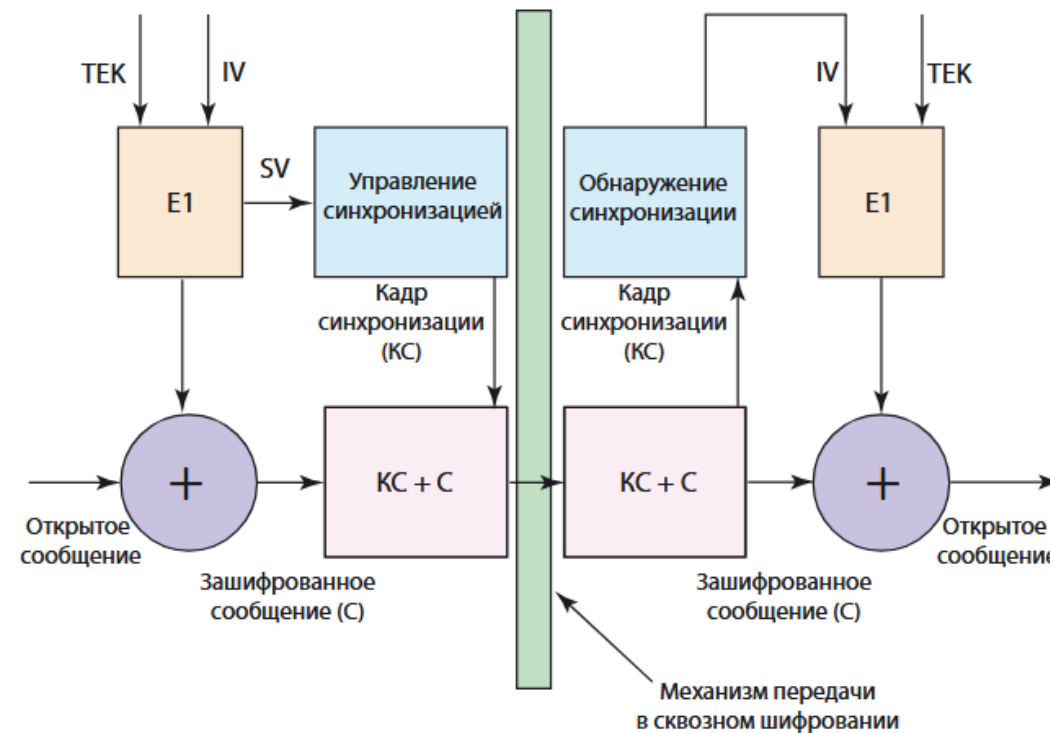 TEK
IV
IV
TEK
E1
SV
Управление
синхронизацией
Обнаружение
синхронизации
E1
Кадр
синхронизации
(КС)
Кадр
синхронизации
(КС)
+
КС + С
КС + С
+
Открытое
сообщение
Открытое
сообщение
Зашифрованное
сообщение (С)
Зашифрованное
сообщение (С)
Механизм передачи
в сквозном шифровании